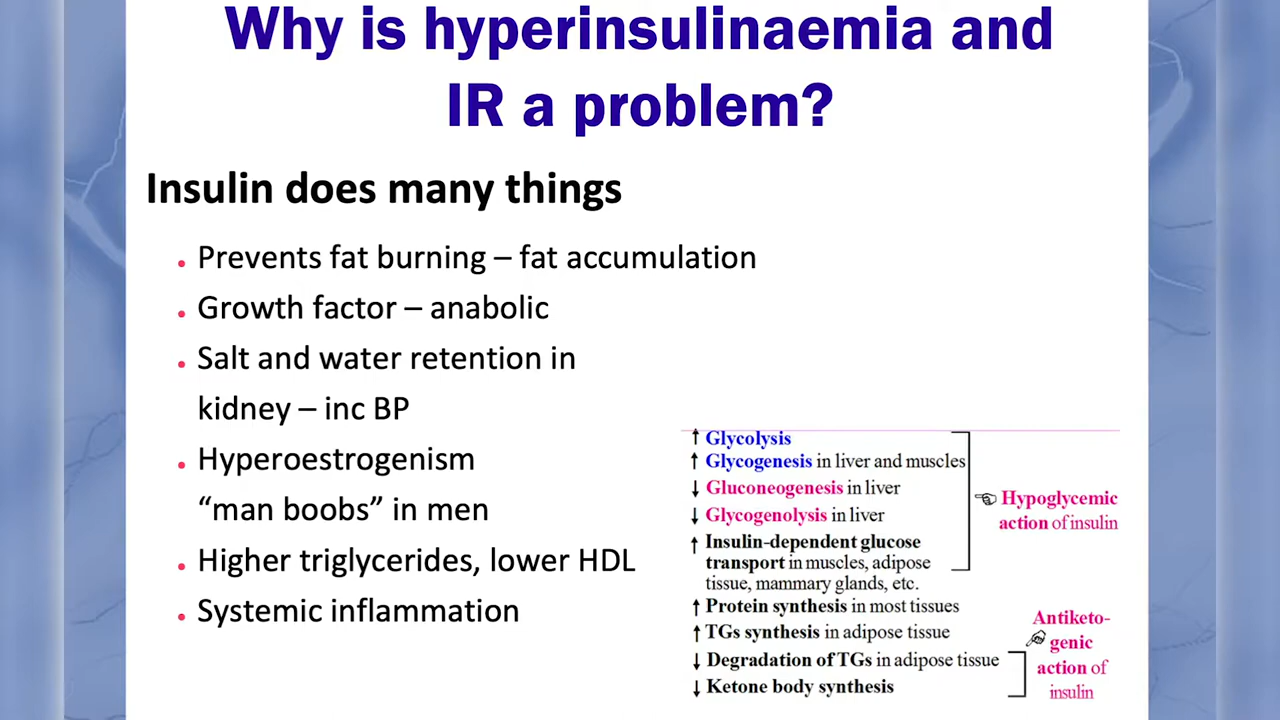 Why is hyperinsulinaemia and
IR a problem?
Insulin does many things
• Prevents fat burning – fat accumulation
• Growth factor – anabolic
• Salt and water retention in
kidney – inc BP
• Hyperoestrogenism
“man boobs” in men
• Higher triglycerides, lower HDL
• Systemic inflammation
↑ Glycolysis
↑ Glycogenesis in liver and muscles
↓ Gluconeogenesis in liver
↓ Glycogenolysis in liver
↑ Insulin-dependent glucose
transport in muscles, adipose
tissue, mammary glands, etc.
Hypoglycemic
action of insulin
↑ Protein synthesis in most tissues
↑ TGs synthesis in adipose tissue
↓ Degradation of TGs in adipose tissue
↓ Ketone body synthesis
Antiketo-
genic
action of
insulin